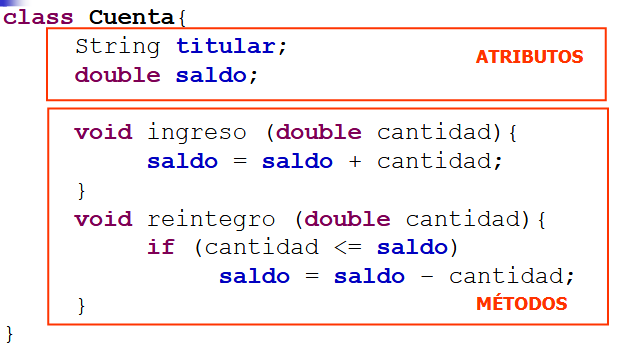 class Cuenta{
String titular;
ATRIBUTOS
double saldo;
void ingreso (double cantidad){
saldo = saldo + cantidad;
}
void reintegro (double cantidad){
if (cantidad <= saldo)
saldo = saldo – cantidad;
}
MÉTODOS
}